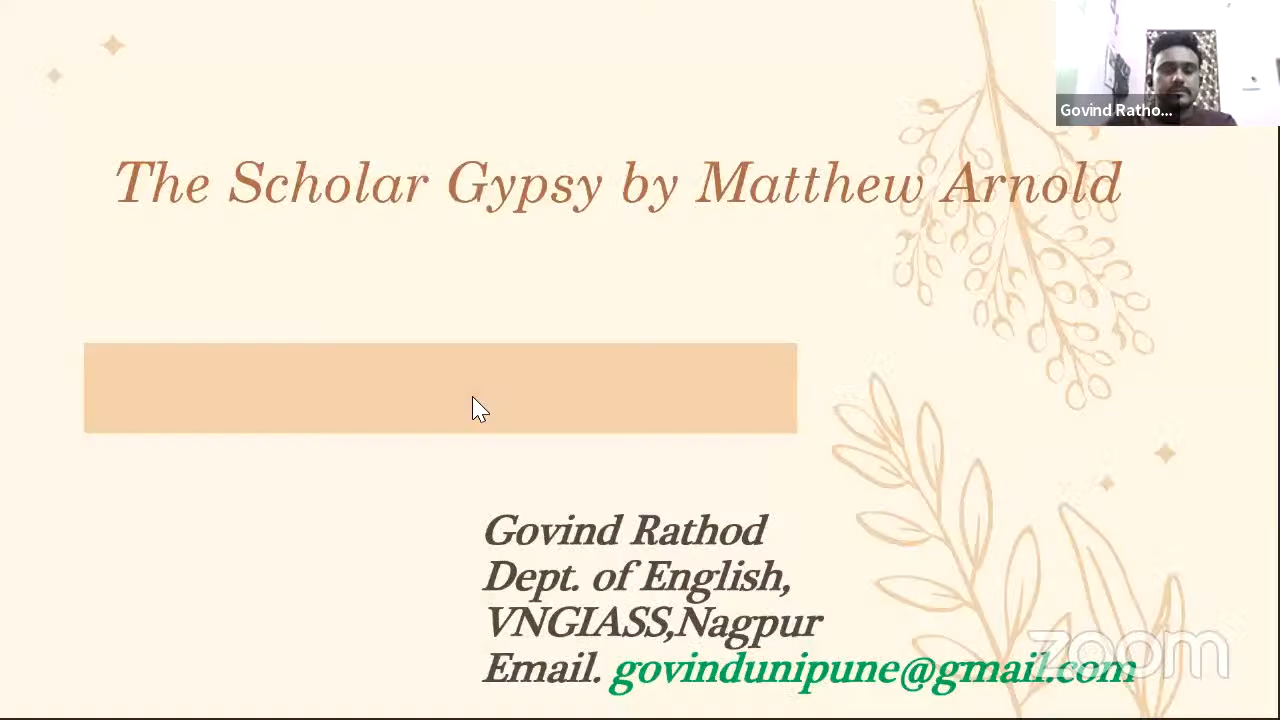 Govind Ratho...
The Scholar Gypsy by Matthew Arnold
Govind Rathod
Dept. of English,
VNGIASS,Nagpur
Email. govindunipune@gmail.com
zoom